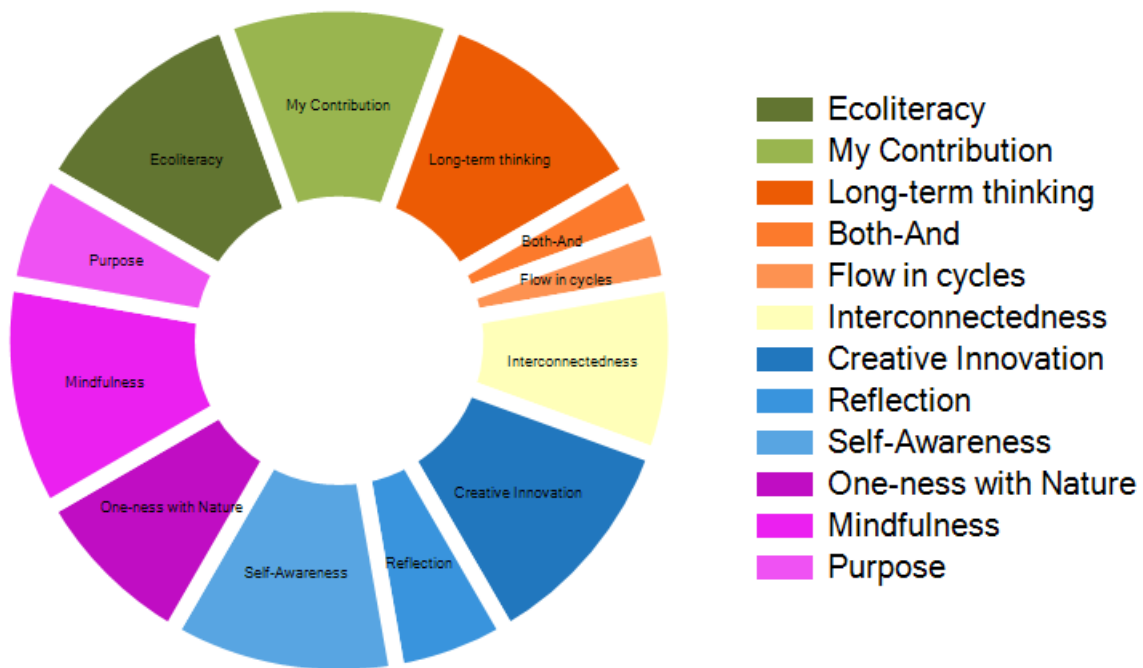 My Contribution
Ecoliteracy
Long-term thinking
Both-And
Purpose
Flow in cycles
Interconnectedness
Mindfulness
Creative Innovation
One-ness with Nature
Reflection
Self-Awareness
Ecoliteracy
My Contribution
Long-term thinking
Both-And
Flow in cycles
Interconnectedness
Creative Innovation
Reflection
Self-Awareness
One-ness with Nature
Mindfulness
Purpose